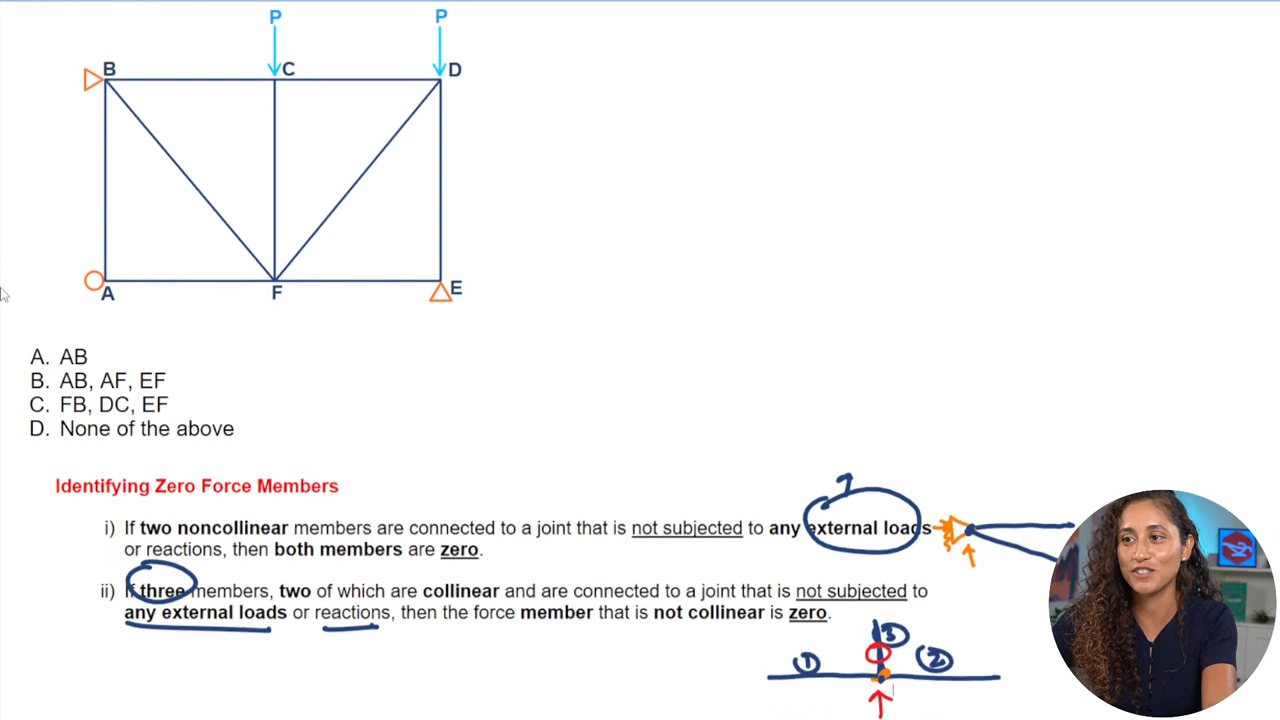 P P
B C D
A F E
A. AB
B. AB, AF, EF
C. FB, DC, EF
D. None of the above
Identifying Zero Force Members
i) If two noncollinear members are connected to a joint that is not subjected to any external loads
or reactions, then both members are zero.
ii) If three members, two of which are collinear and are connected to a joint that is not subjected to
any external loads or reactions, then the force member that is not collinear is zero.
3
1 2